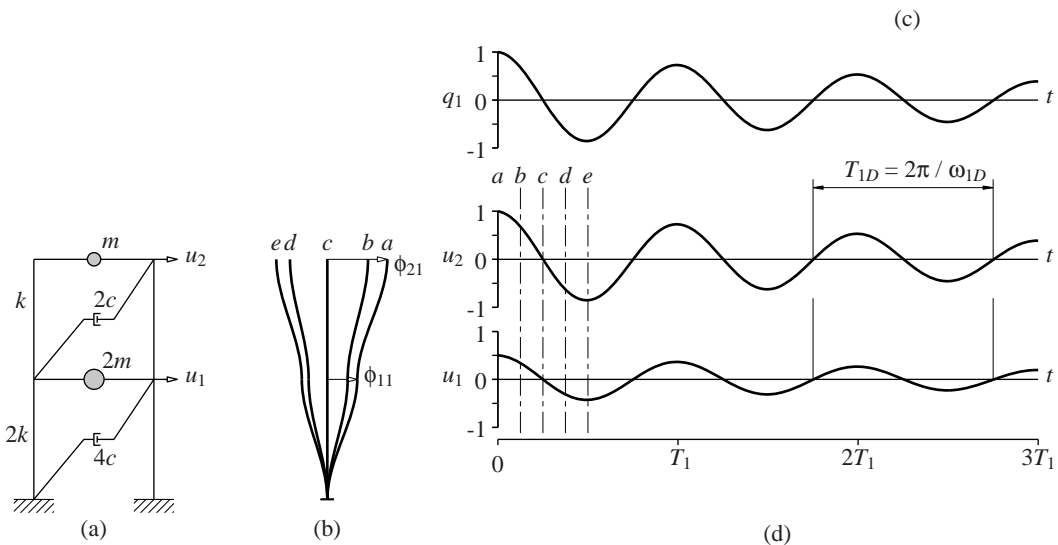 (c)
1
q₁ 0 t
-1
a b c d e
T₁D = 2π / ω₁D
1
u₂ 0 t
-1
1
u₁ 0 t
-1
0 T₁ 2T₁ 3T₁
(d)
m
u₂
k
2c
2m
u₁
2k
4c
(a)
e d c b a
ϕ₂₁
ϕ₁₁
(b)